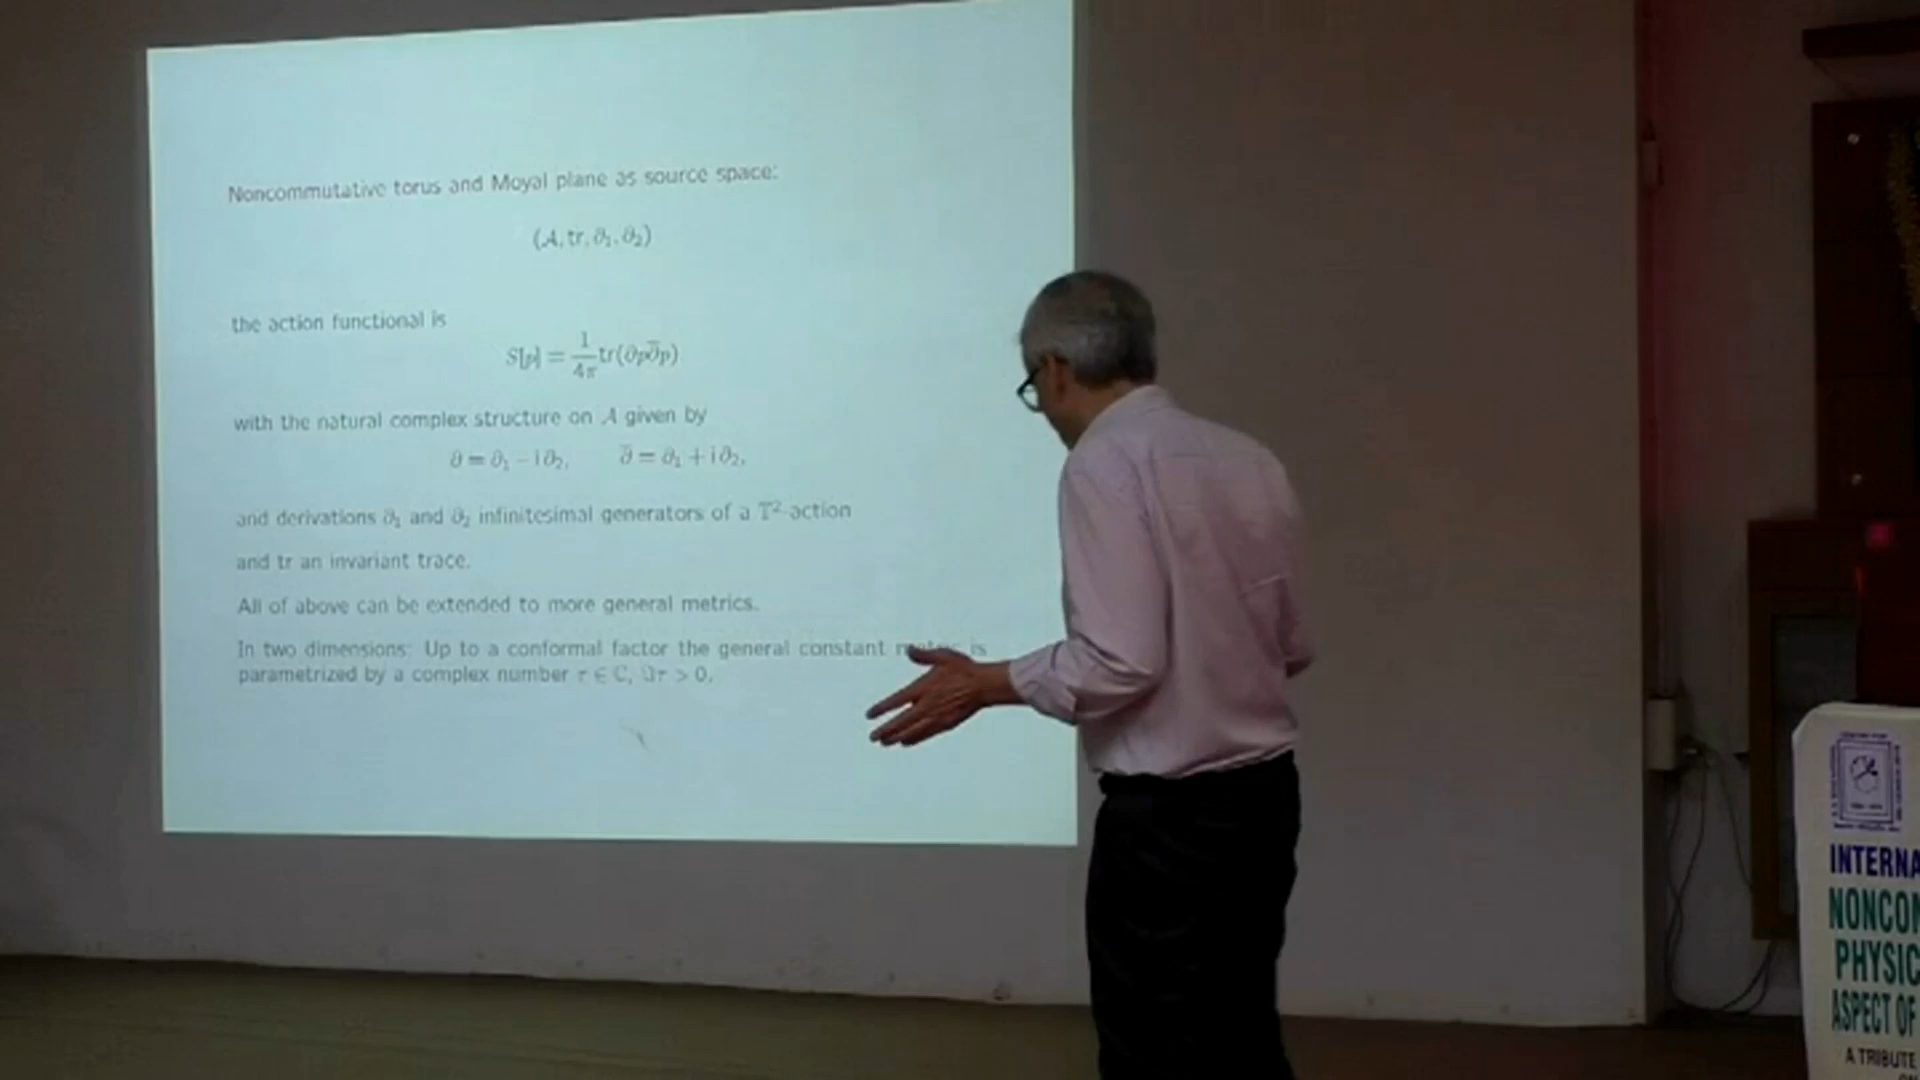 Noncommutative torus and Moyal plane as source space:
(A, tr, ∂₁, ∂₂)
the action functional is
S[p] = 1/4π tr(∂p∂̄p)
with the natural complex structure on A given by
∂ = ∂₁ − i∂₂, ∂̄ = ∂₁ + i∂₂,
and derivations ∂₁ and ∂₂ infinitesimal generators of a T² action
and tr an invariant trace.
All of above can be extended to more general metrics.
In two dimensions: Up to a conformal factor the general constant is
parametrized by a complex number τ ∈ C, ℑτ > 0.
INTERNA
NONCOM
PHYSIC
ASPECT OF
A TRIBUTE